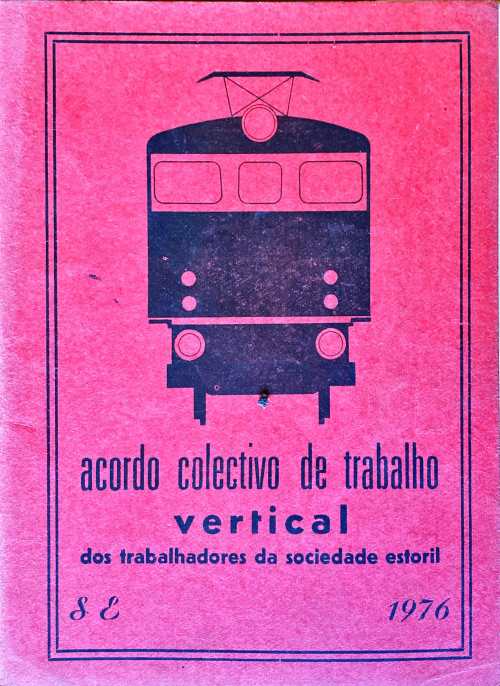 acordo colectivo de trabalho
vertical
dos trabalhadores da sociedade estoril
S E 1976